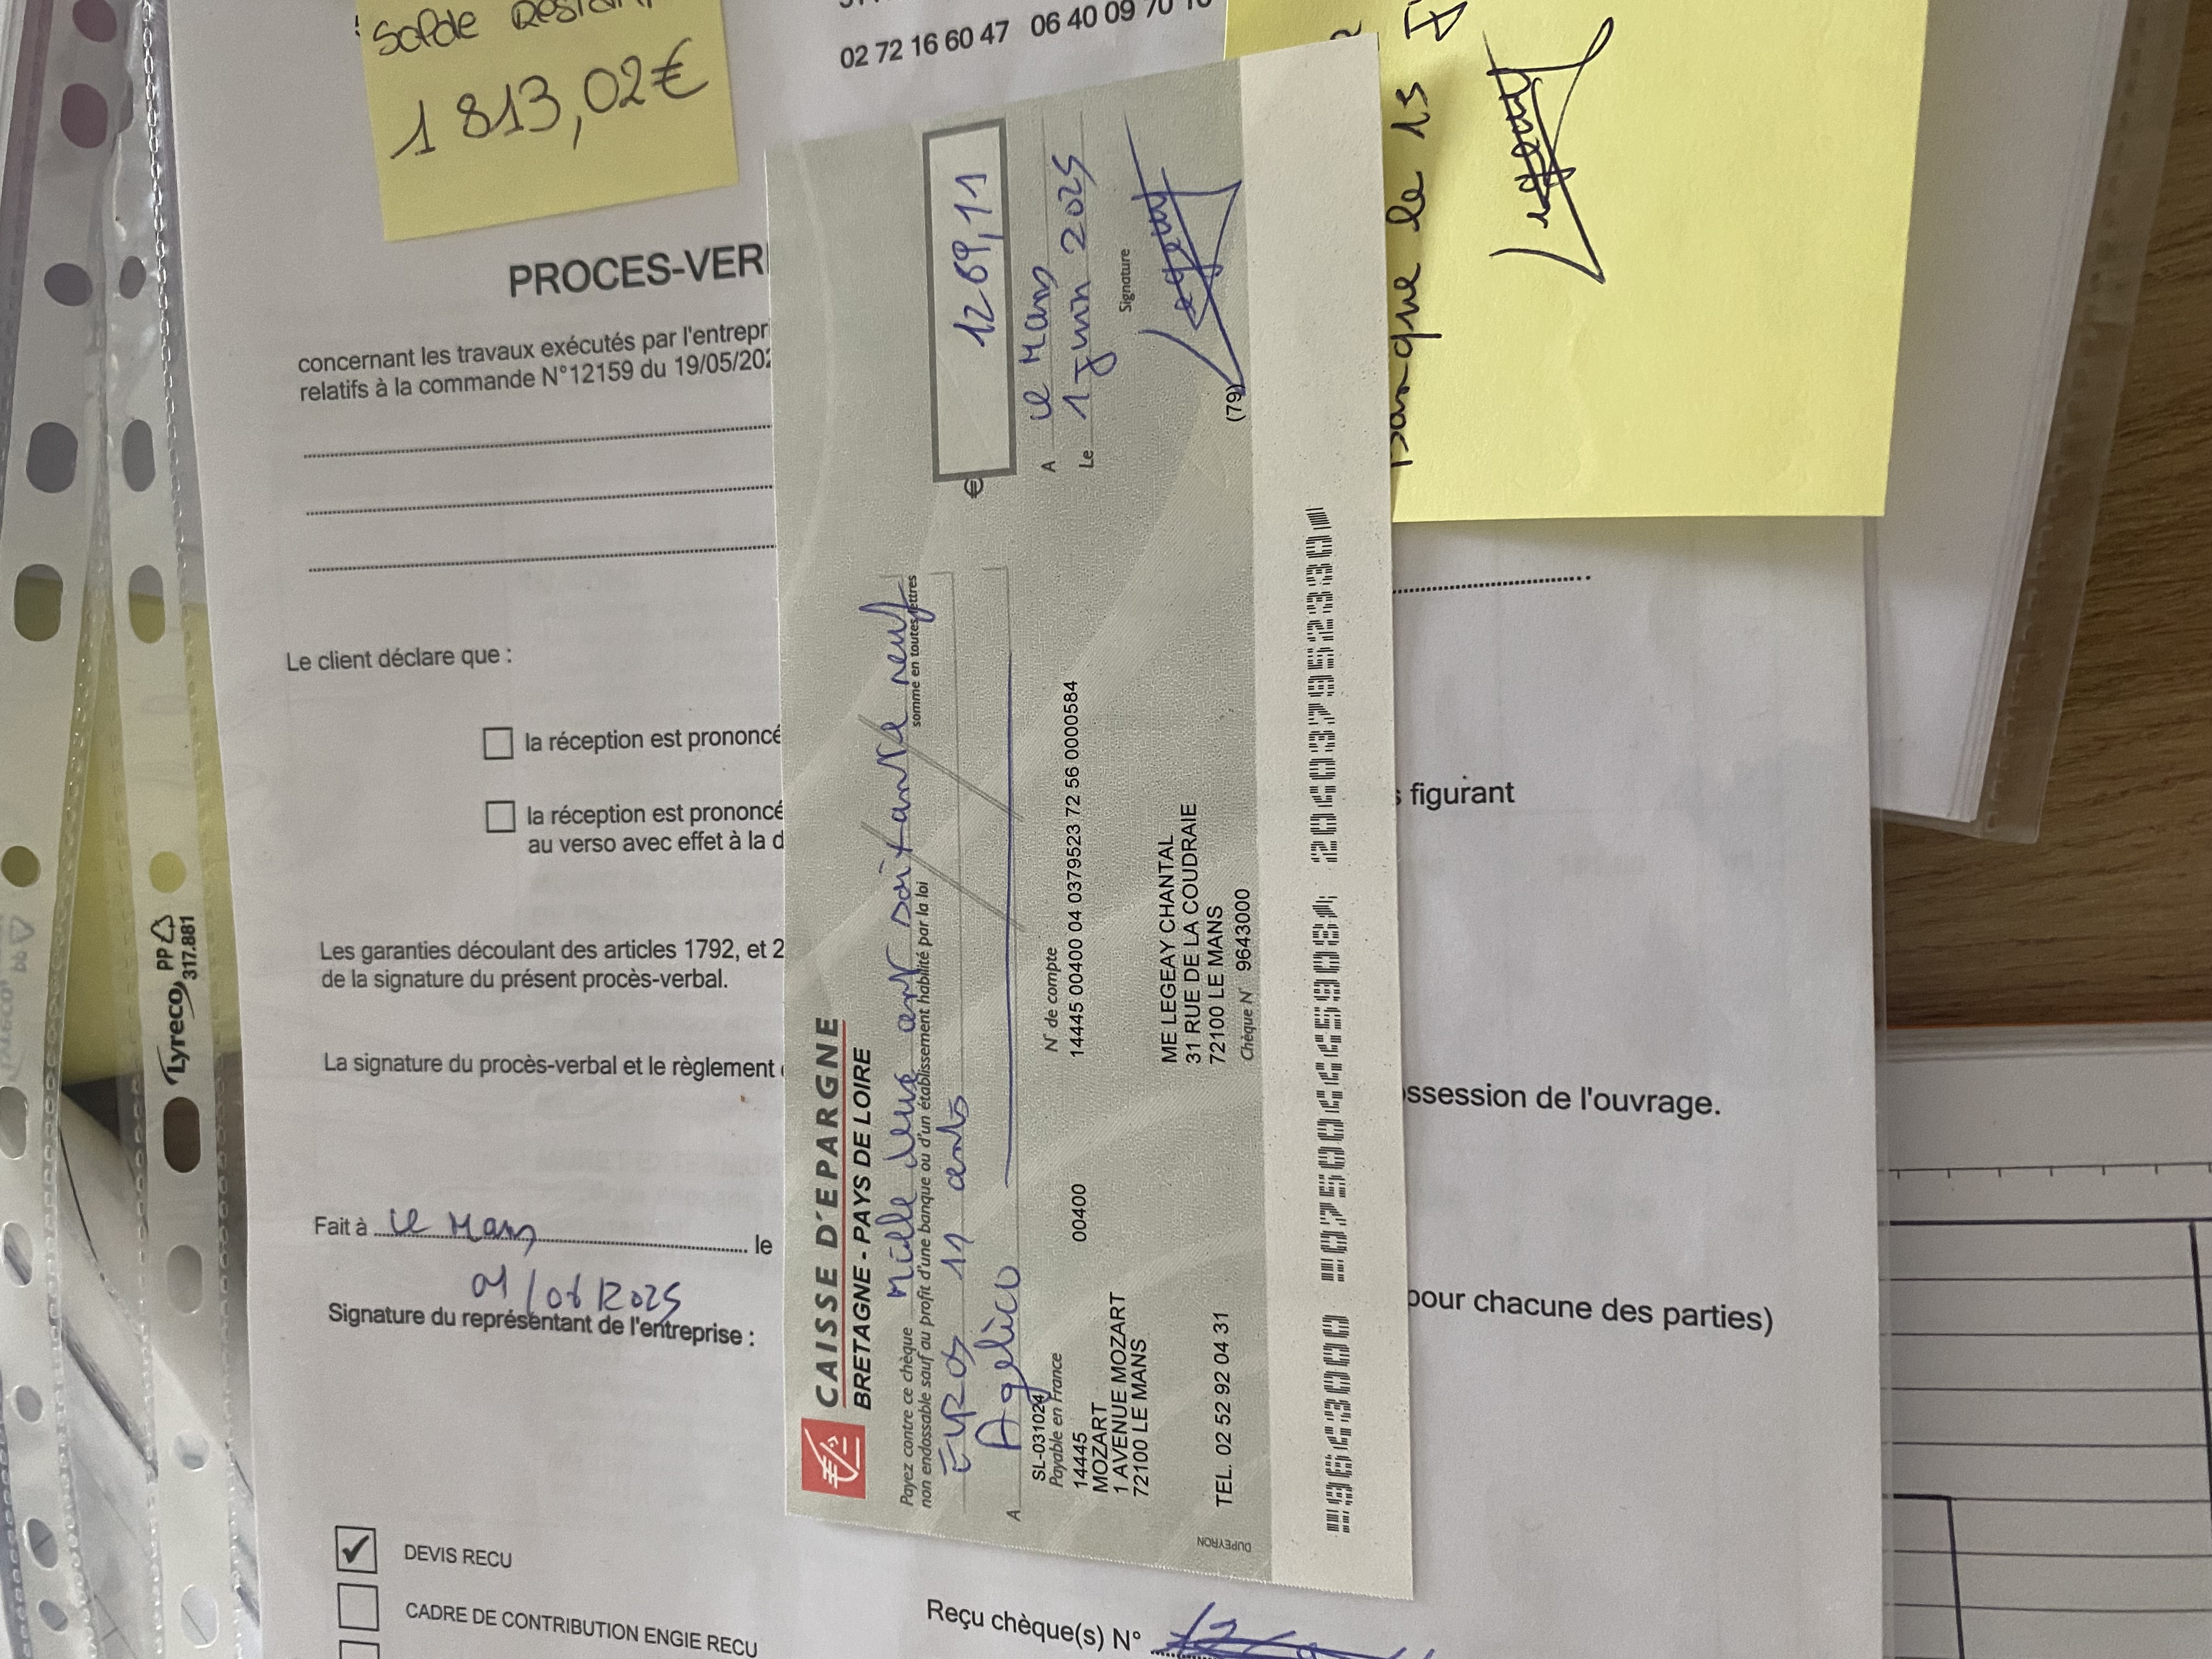 Solde
1 813,02€
02 72 16 60 47 06 40 09 70
banque le 13
PROCES-VER
concernant les travaux exécutés par l'entrepr
relatifs à la commande N°12159 du 19/05/202
Le client déclare que :
la réception est prononcé
la réception est prononcé
au verso avec effet à la d
figurant
Les garanties découlant des articles 1792, et 2
de la signature du présent procès-verbal.
La signature du procès-verbal et le règlement
ssession de l'ouvrage.
Fait à Le Mans le
01/06/2025
Signature du représentant de l'entreprise :
pour chacune des parties)
DEVIS RECU
CADRE DE CONTRIBUTION ENGIE RECU
Reçu chèque(s) N°
CAISSE D'EPARGNE
BRETAGNE - PAYS DE LOIRE
Payez contre ce chèque Mille deux cent soixante neuf
non endossable sauf au profit d'une banque ou d'un établissement habilité par la loi
somme en toutes lettres
Euros 11 cents
€ 1269,11
A Agelico
A Le Mans
Le 1 juin 2025
Signature
SL-031024
Payable en France
14445
00400
MOZART
1 AVENUE MOZART
72100 LE MANS
TEL. 02 52 92 04 31
N° de compte
14445 00400 04 0379523 72 56 0000584
ME LEGEAY CHANTAL
31 RUE DE LA COUDRAIE
72100 LE MANS
Chèque N° 9643000
(79)
DUPEYRON
Lyreco PP
317.881